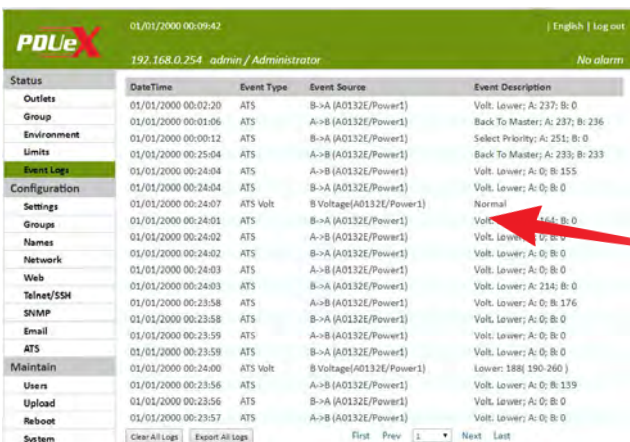 PDUeX
01/01/2000 00:09:42 | English | Log out
192.168.0.254 admin / Administrator No alarm
Status
Outlets
Group
Environment
Limits
Event Logs
Configuration
Settings
Groups
Names
Network
Web
Telnet/SSH
SNMP
Email
ATS
Maintain
Users
Upload
Reboot
System
DateTime Event Type Event Source Event Description
01/01/2000 00:02:20 ATS B->A (A0132E/Power1) Volt. Lower; A: 237; B: 0
01/01/2000 00:01:06 ATS A->B (A0132E/Power1) Back To Master; A: 237; B: 236
01/01/2000 00:00:12 ATS B->A (A0132E/Power1) Select Priority; A: 251; B: 0
01/01/2000 00:25:04 ATS A->B (A0132E/Power1) Back To Master; A: 233; B: 233
01/01/2000 00:24:04 ATS A->B (A0132E/Power1) Volt. Lower; A: 0; B: 155
01/01/2000 00:24:04 ATS B->A (A0132E/Power1) Volt. Lower; A: 0; B: 0
01/01/2000 00:24:07 ATS Volt B Voltage(A0132E/Power1) Normal
01/01/2000 00:24:01 ATS B->A (A0132E/Power1) 164; B: 0
01/01/2000 00:24:02 ATS A->B (A0132E/Power1) Volt. A: 0; B: 0
01/01/2000 00:24:02 ATS B->A (A0132E/Power1) Volt. Lower; A: 0; B: 0
01/01/2000 00:24:03 ATS A->B (A0132E/Power1) Volt. Lower; A: 0; B: 0
01/01/2000 00:24:03 ATS B->A (A0132E/Power1) Volt. Lower; A: 214; B: 0
01/01/2000 00:23:58 ATS A->B (A0132E/Power1) Volt. Lower; A: 0; B: 176
01/01/2000 00:23:58 ATS B->A (A0132E/Power1) Volt. Lower; A: 0; B: 0
01/01/2000 00:23:59 ATS A->B (A0132E/Power1) Volt. Lower; A: 0; B: 0
01/01/2000 00:23:59 ATS B->A (A0132E/Power1) Volt. Lower; A: 0; B: 0
01/01/2000 00:24:00 ATS Volt B Voltage(A0132E/Power1) Lower: 188( 190-260 )
01/01/2000 00:23:56 ATS A->B (A0132E/Power1) Volt. Lower; A: 0; B: 139
01/01/2000 00:23:56 ATS B->A (A0132E/Power1) Volt. Lower; A: 0; B: 0
01/01/2000 00:23:57 ATS A->B (A0132E/Power1) Volt. Lower; A: 0; B: 0
Clear All Logs Export All Logs First Prev 1 Next Last